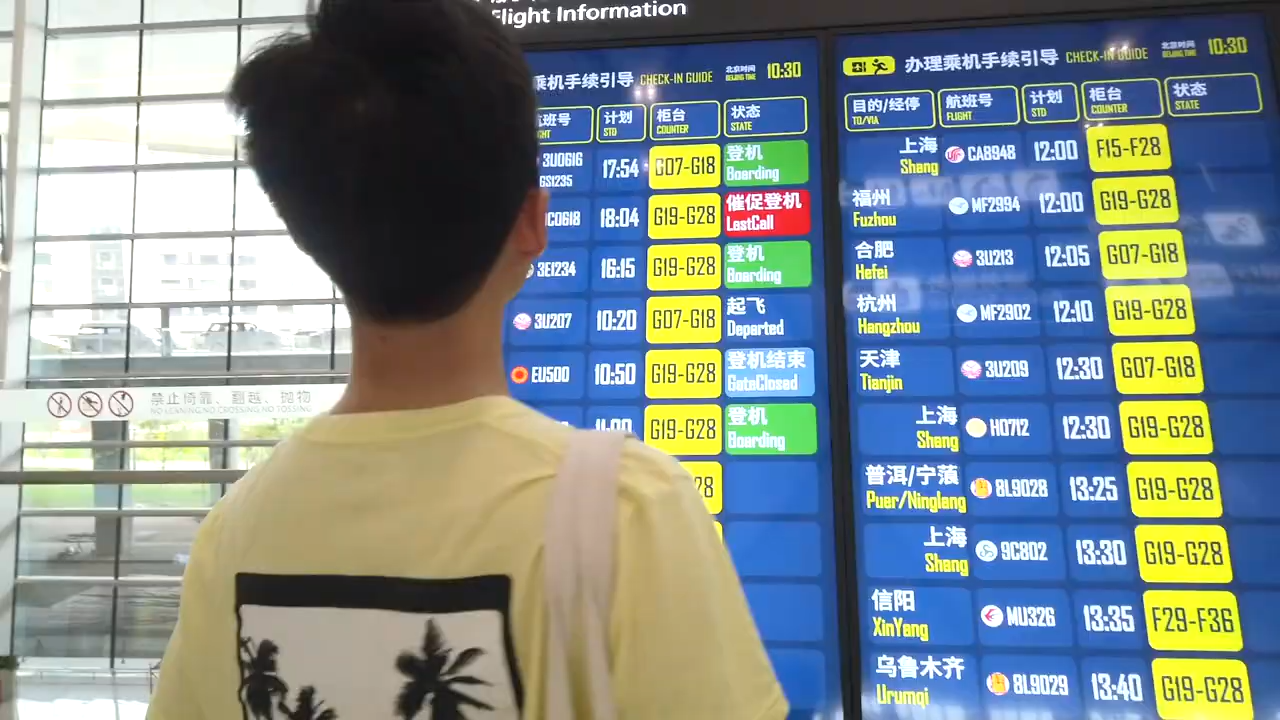 Flight Information
乘机手续引导 CHECK-IN GUIDE 北京时间 BEIJING TIME 10:30
航班号 计划 STD 柜台 COUNTER 状态 STATE
3U0616 GS1235 17:54 G07-G18 登机 Boarding
18:04 G19-G28 催促登机 LastCall
3E1234 16:15 G19-G28 登机 Boarding
3U207 10:20 G07-G18 起飞 Departed
EU500 10:50 G19-G28 登机结束 GateClosed
G19-G28 登机 Boarding
办理乘机手续引导 CHECK-IN GUIDE 北京时间 BEIJING TIME 10:30
目的/经停 TO/VIA 航班号 FLIGHT 计划 STD 柜台 COUNTER 状态 STATE
上海 Shang CA8948 12:00 F15-F28
福州 Fuzhou MF2994 12:00 G19-G28
合肥 Hefei 3U213 12:05 G07-G18
杭州 Hangzhou MF2902 12:10 G19-G28
天津 Tianjin 3U209 12:30 G07-G18
上海 Shang HO712 12:30 G19-G28
普洱/宁蒗 Puer/Ninglang 8L9028 13:25 G19-G28
上海 Shang 9C802 13:30 G19-G28
信阳 XinYang MU326 13:35 F29-F36
乌鲁木齐 Urumqi 8L9029 13:40 G19-G28
禁止倚靠、翻越、抛物
NO LEANING.NO CROSSING.NO TOSSING